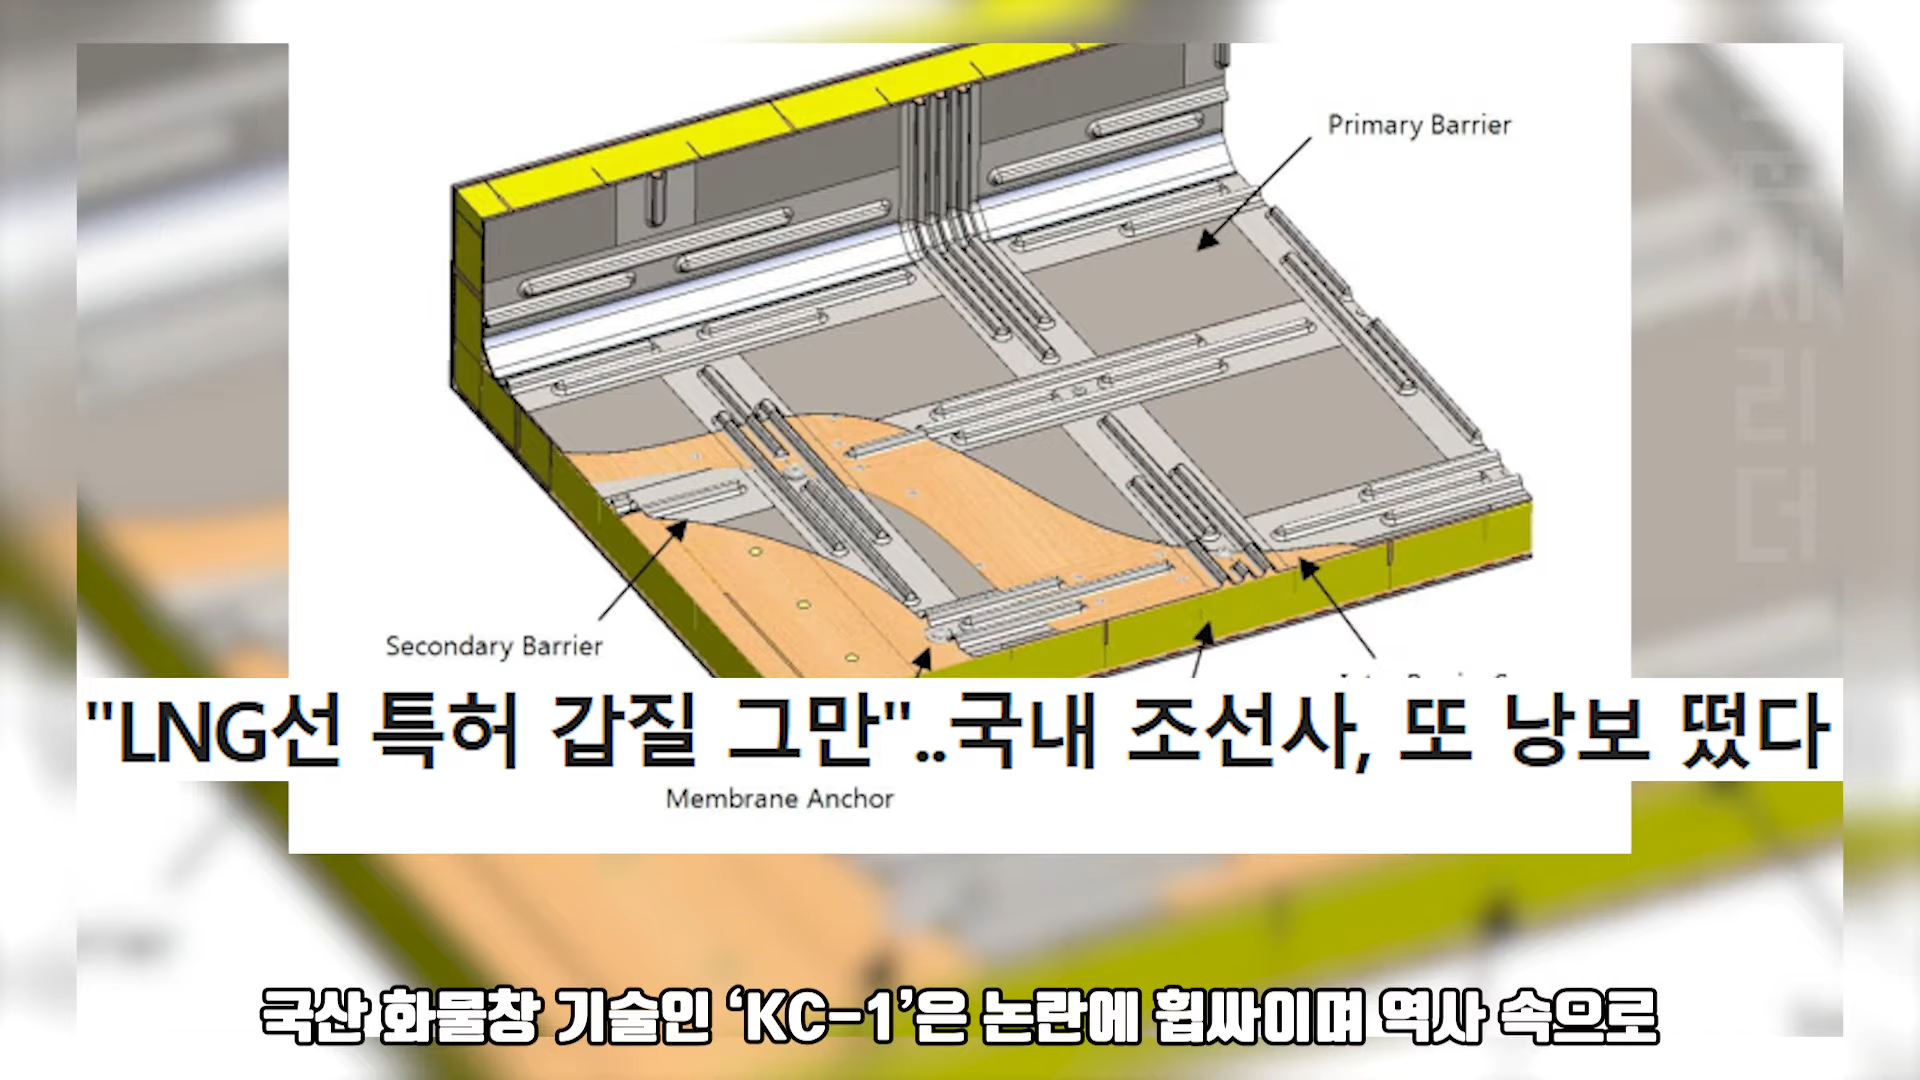 Primary Barrier
Secondary Barrier
"LNG선 특허 갑질 그만"..국내 조선사, 또 낭보 떴다
Membrane Anchor
국산 화물창 기술인 ‘KC-1’은 논란에 휩싸이며 역사 속으로